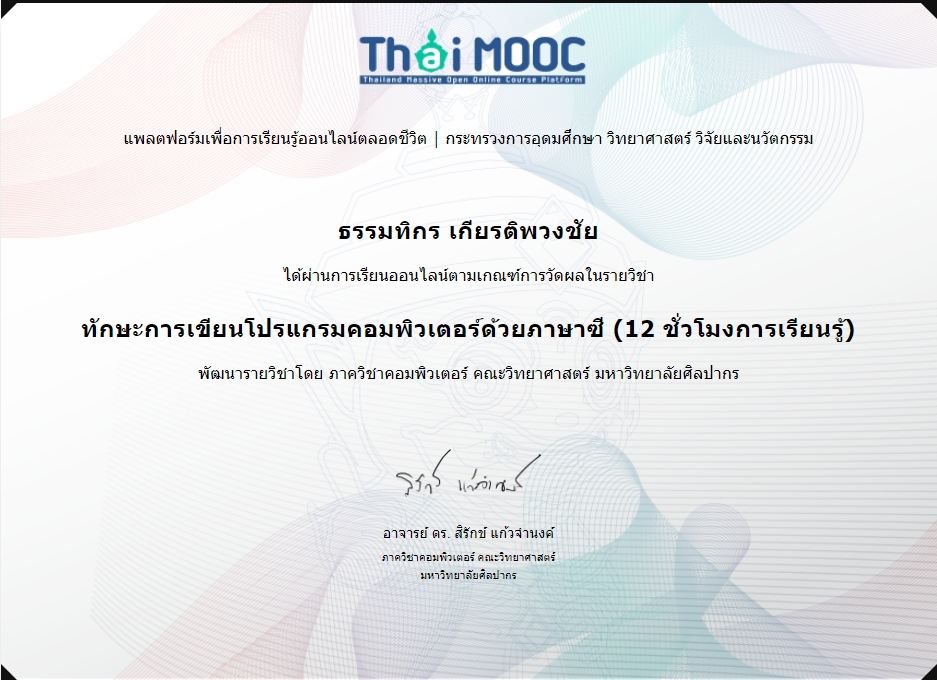 Thai MOOC
Thailand Massive Open Online Course Platform
แพลตฟอร์มเพื่อการเรียนรู้ออนไลน์ตลอดชีวิต | กระทรวงการอุดมศึกษา วิทยาศาสตร์ วิจัยและนวัตกรรม
ธรรมทิกร เกียรติพวงชัย
ได้ผ่านการเรียนออนไลน์ตามเกณฑ์การวัดผลในรายวิชา
ทักษะการเขียนโปรแกรมคอมพิวเตอร์ด้วยภาษาซี (12 ชั่วโมงการเรียนรู้)
พัฒนารายวิชาโดย ภาควิชาคอมพิวเตอร์ คณะวิทยาศาสตร์ มหาวิทยาลัยศิลปากร
สิรักข์ แก้วจำนงค์
อาจารย์ ดร. สิรักข์ แก้วจำนงค์
ภาควิชาคอมพิวเตอร์ คณะวิทยาศาสตร์
มหาวิทยาลัยศิลปากร